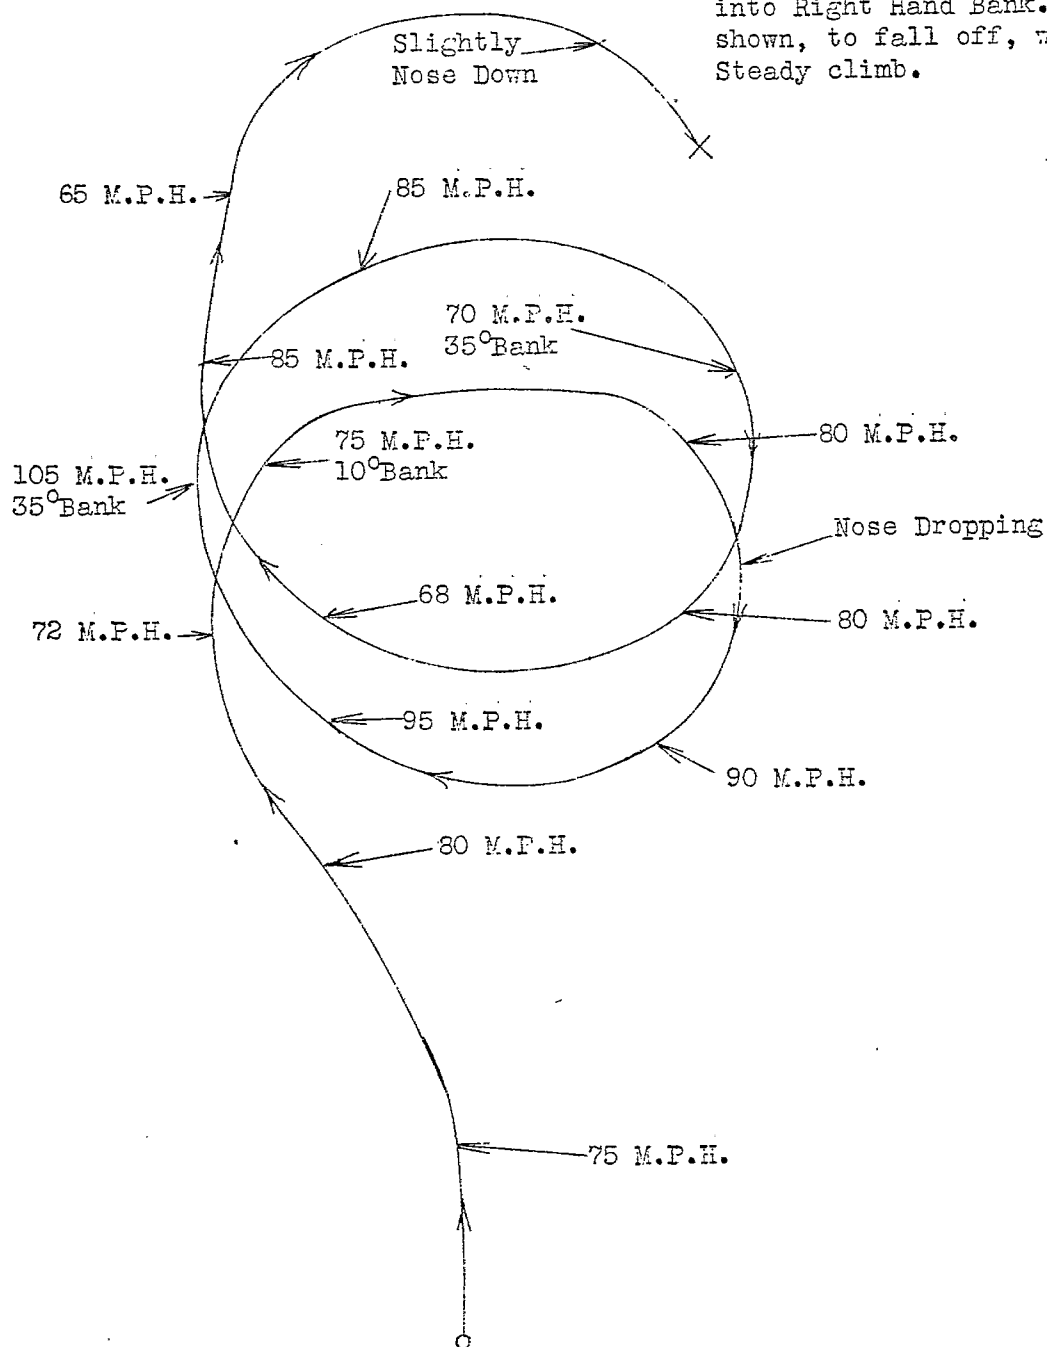 into Right Hand Bank.
shown, to fall off,
Steady climb.
Slightly
Nose Down
65 M.P.H.
85 M.P.H.
70 M.P.H.
35°Bank
85 M.P.H.
75 M.P.H.
10°Bank
80 M.P.H.
105 M.P.H.
35°Bank
Nose Dropping
68 M.P.H.
80 M.P.H.
72 M.P.H.
95 M.P.H.
90 M.P.H.
80 M.P.H.
75 M.P.H.